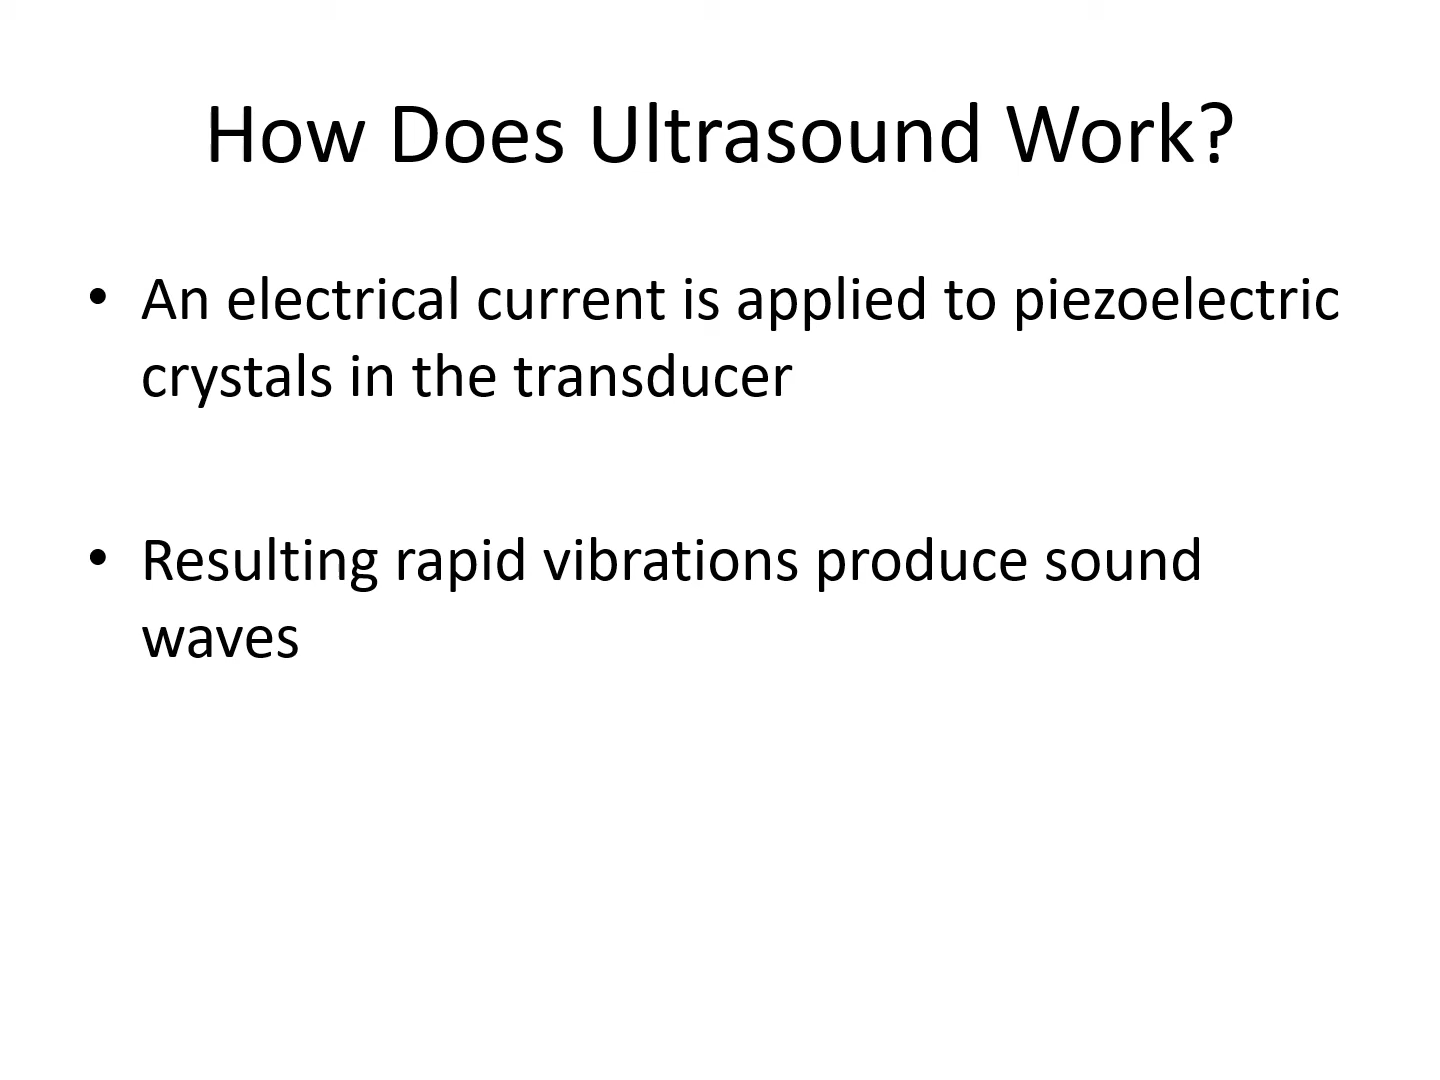 How Does Ultrasound Work?
• An electrical current is applied to piezoelectric
crystals in the transducer
• Resulting rapid vibrations produce sound
waves